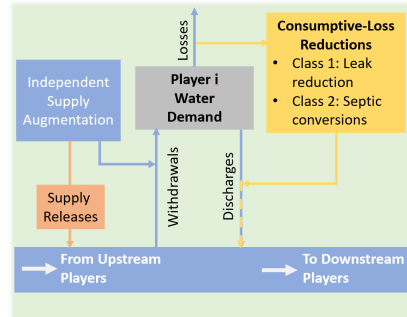 Losses
Consumptive-Loss
Reductions
• Class 1: Leak
reduction
• Class 2: Septic
conversions
Independent
Supply
Augmentation
Player i
Water
Demand
Supply
Releases
Withdrawals
Discharges
From Upstream
Players
To Downstream
Players